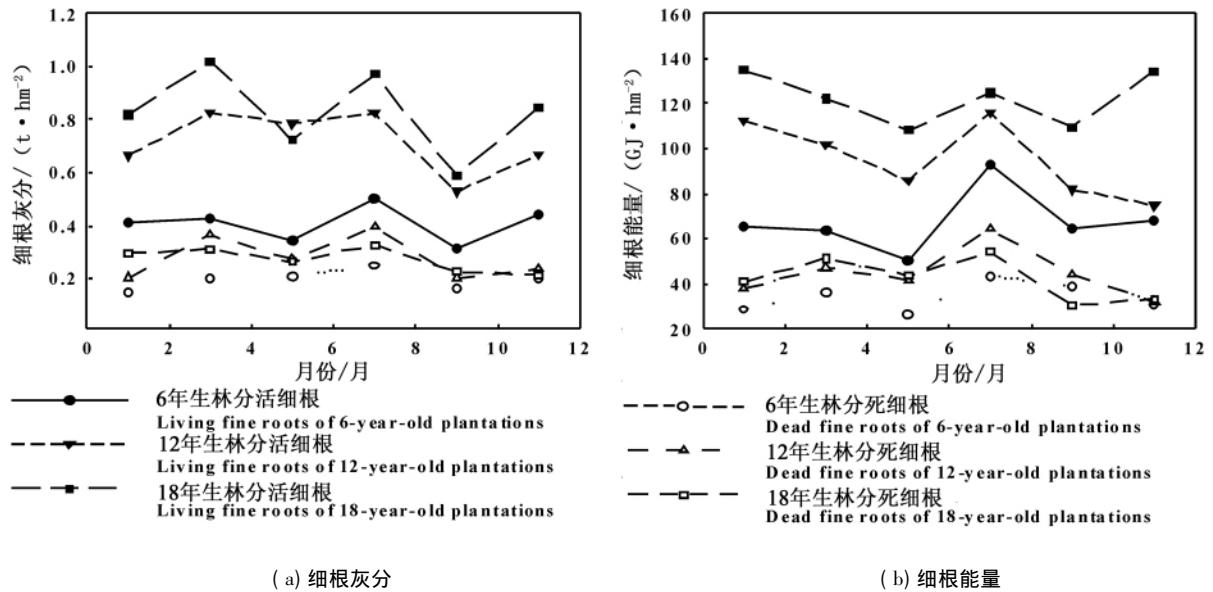 1.2
1.0
0.8
0.6
0.4
0.2
细根灰分/（t·hm⁻²）
0 2 4 6 8 10 12
月份/月
160
140
120
100
80
60
40
20
细根能量/（GJ·hm⁻²）
0 2 4 6 8 10 12
月份/月
6年生林分活细根
Living fine roots of 6-year-old plantations
12年生林分活细根
Living fine roots of 12-year-old plantations
18年生林分活细根
Living fine roots of 18-year-old plantations
6年生林分死细根
Dead fine roots of 6-year-old plantations
12年生林分死细根
Dead fine roots of 12-year-old plantations
18年生林分死细根
Dead fine roots of 18-year-old plantations
(a) 细根灰分
(b) 细根能量